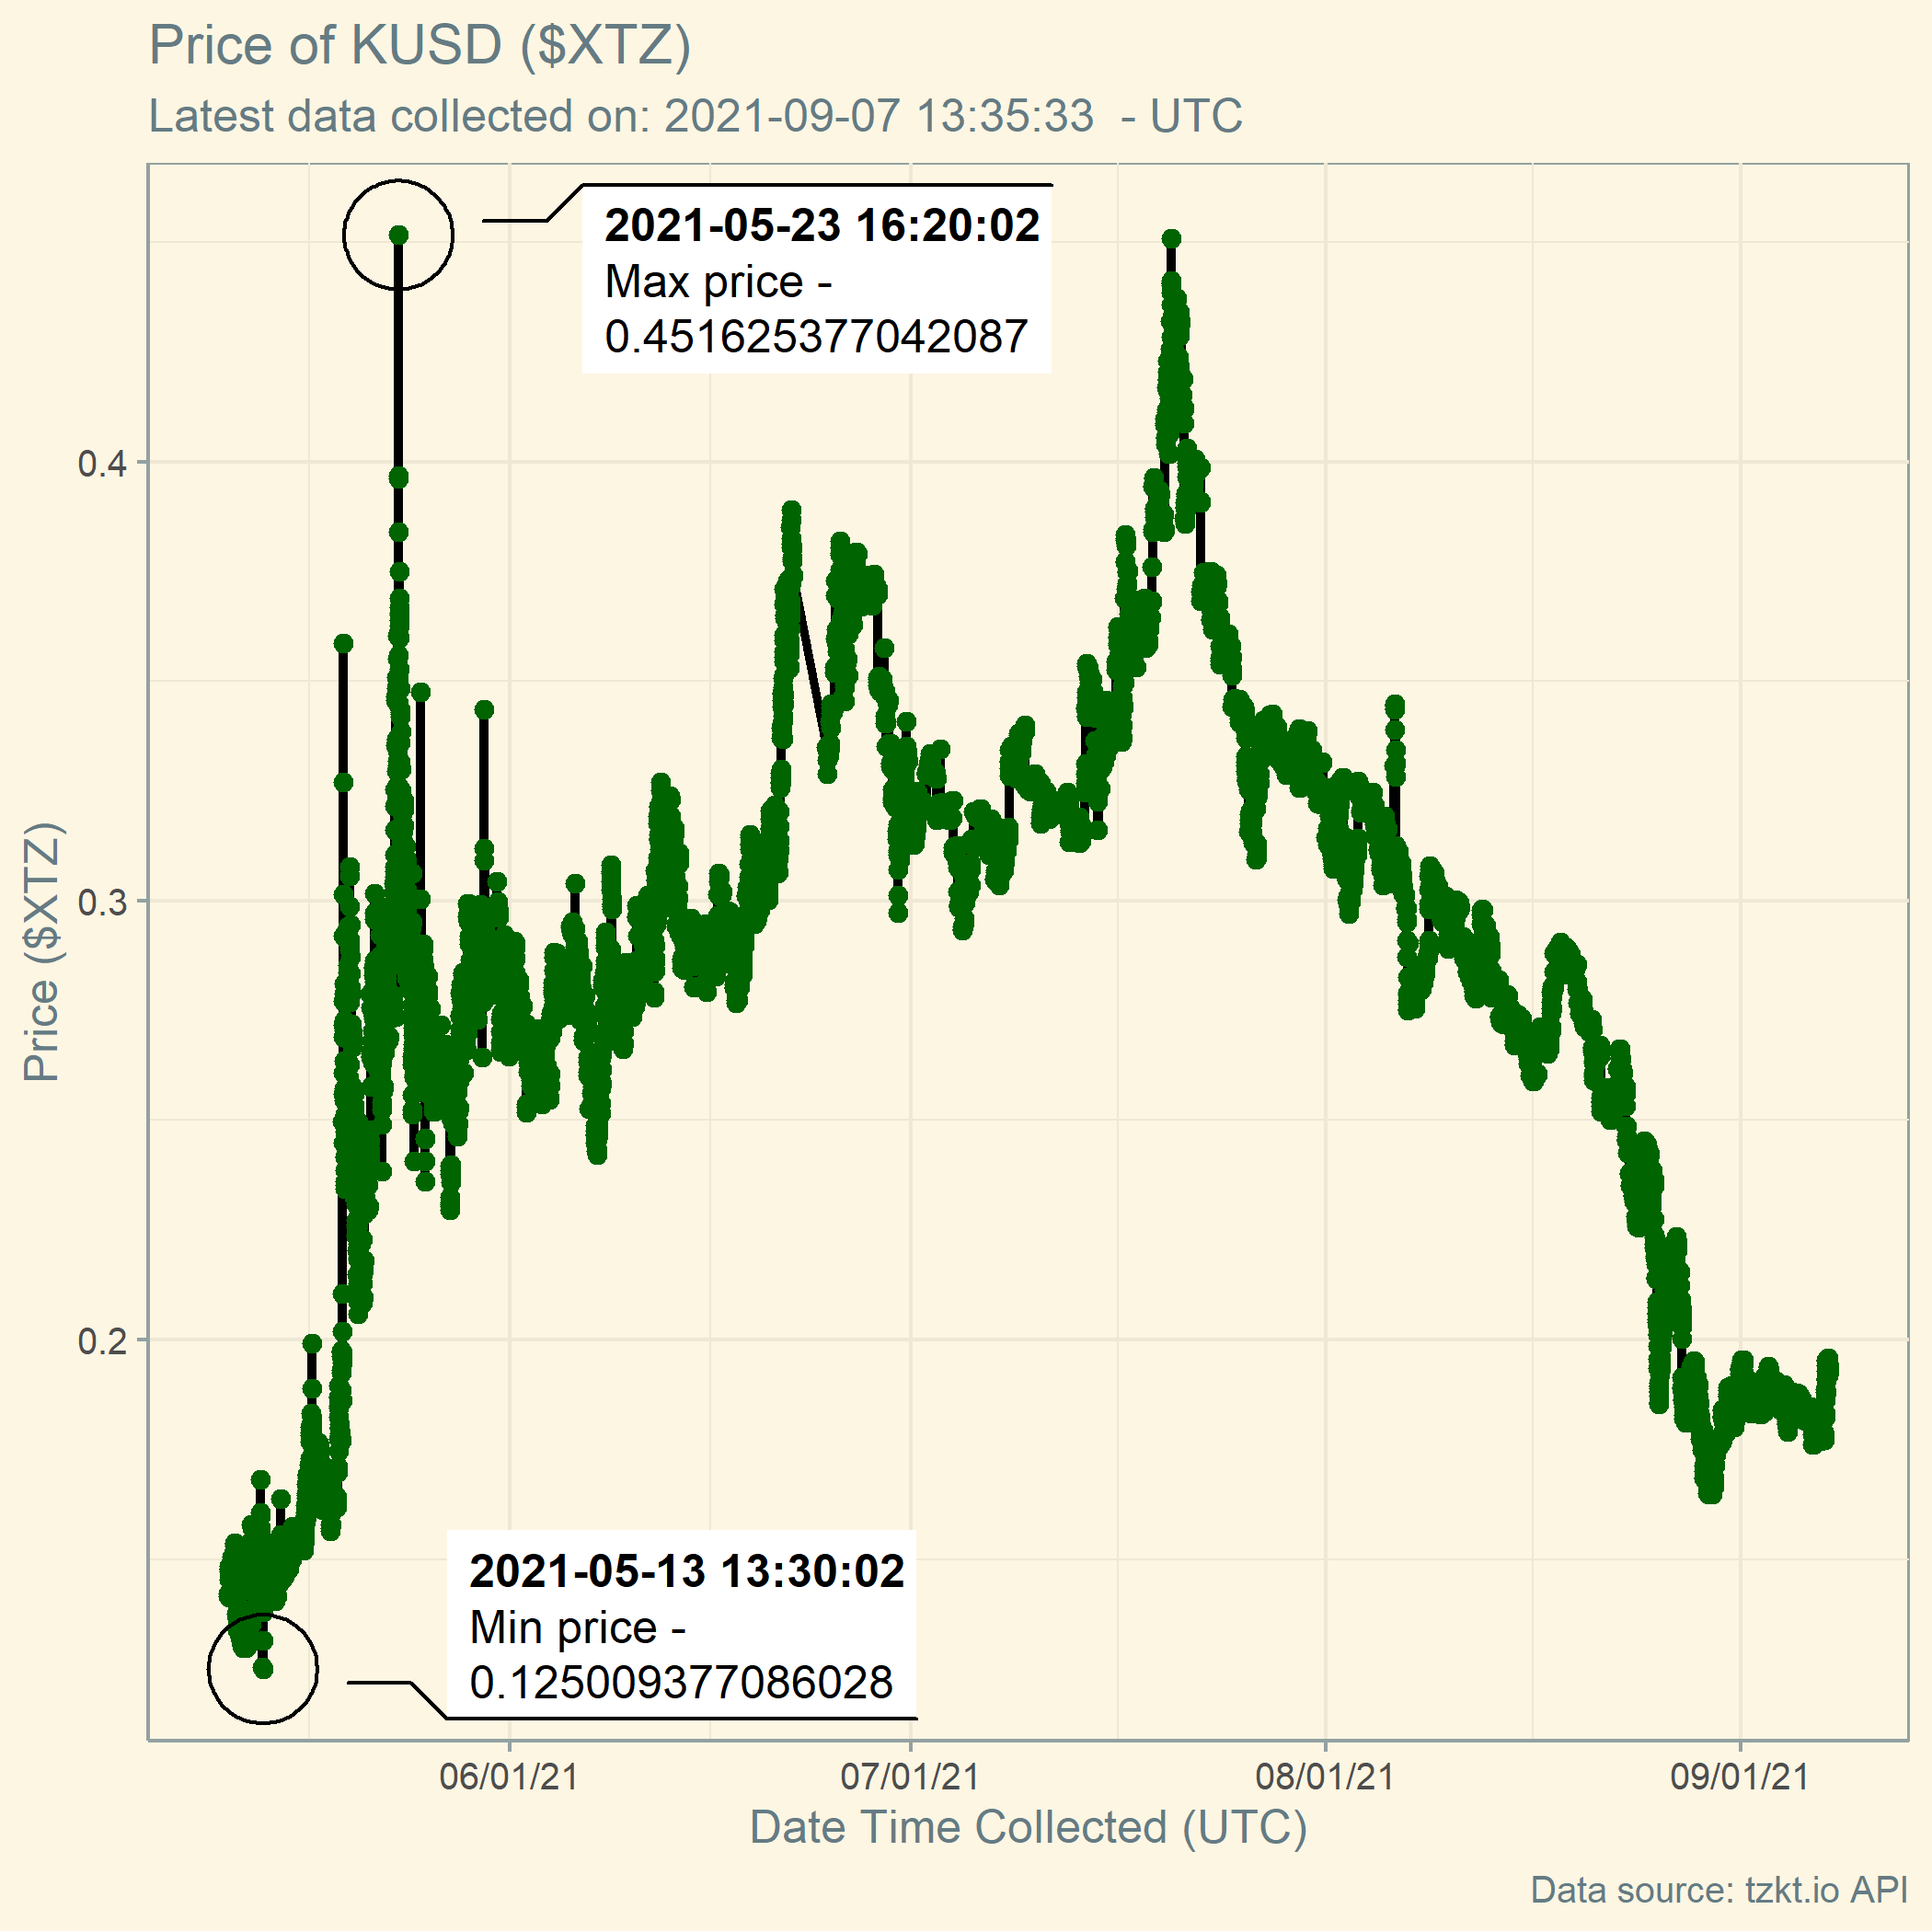 Price of KUSD ($XTZ)
Latest data collected on: 2021-09-07 13:35:33  - UTC
2021-05-23 16:20:02
Max price -
0.451625377042087
0.4
0.3
0.2
Price ($XTZ)
2021-05-13 13:30:02
Min price -
0.125009377086028
06/01/21
07/01/21
08/01/21
09/01/21
Date Time Collected (UTC)
Data source: tzkt.io API